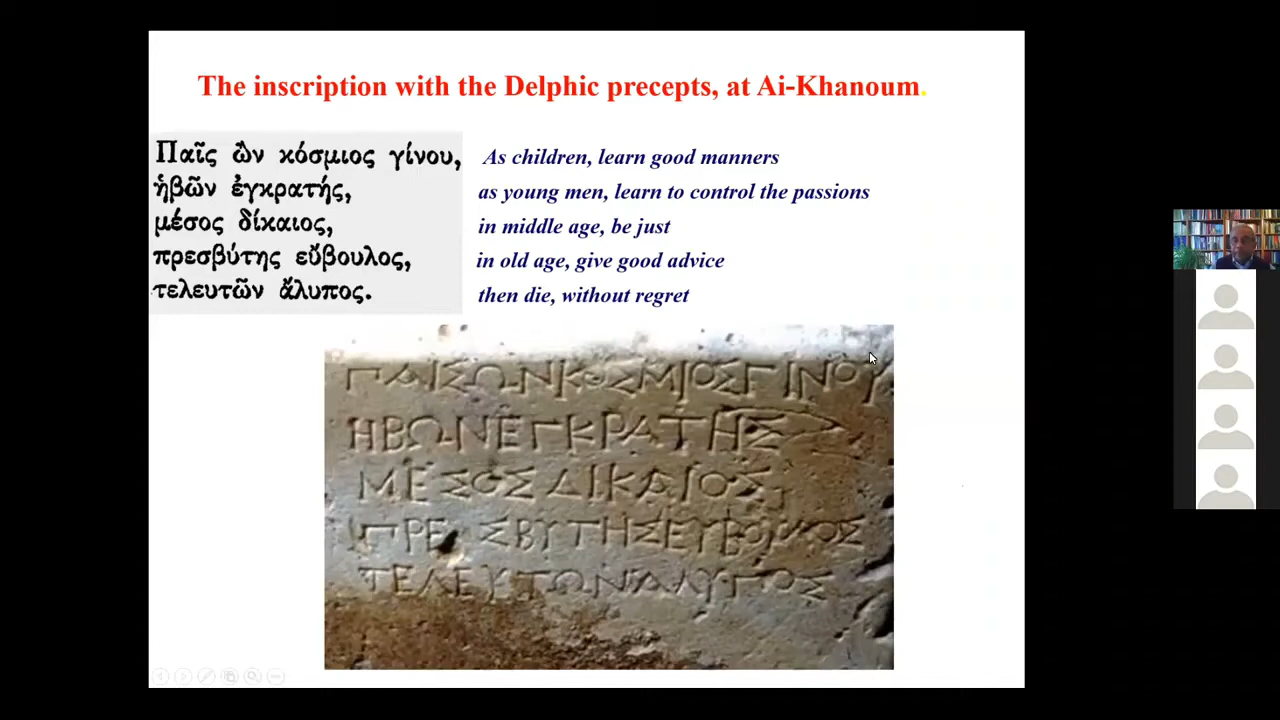 The inscription with the Delphic precepts, at Ai-Khanoum.
Παῖς ὢν κόσμιος γίνου,
ἡβῶν ἐγκρατής,
μέσος δίκαιος,
πρεσβύτης εὔβουλος,
τελευτῶν ἄλυπος.
As children, learn good manners
as young men, learn to control the passions
in middle age, be just
in old age, give good advice
then die, without regret
ΠΑΙΣΩΝΚΟΣΜΙΟΣΓΙΝΟΥ
ΗΒΩΝΕΓΚΡΑΤΗΣ
ΜΕΣΟΣΔΙΚΑΙΟΣ
ΠΡΕΣΒΥΤΗΣΕΥΒΟΥΛΟΣ
ΤΕΛΕΥΤΩΝΑΛΥΠΟΣ